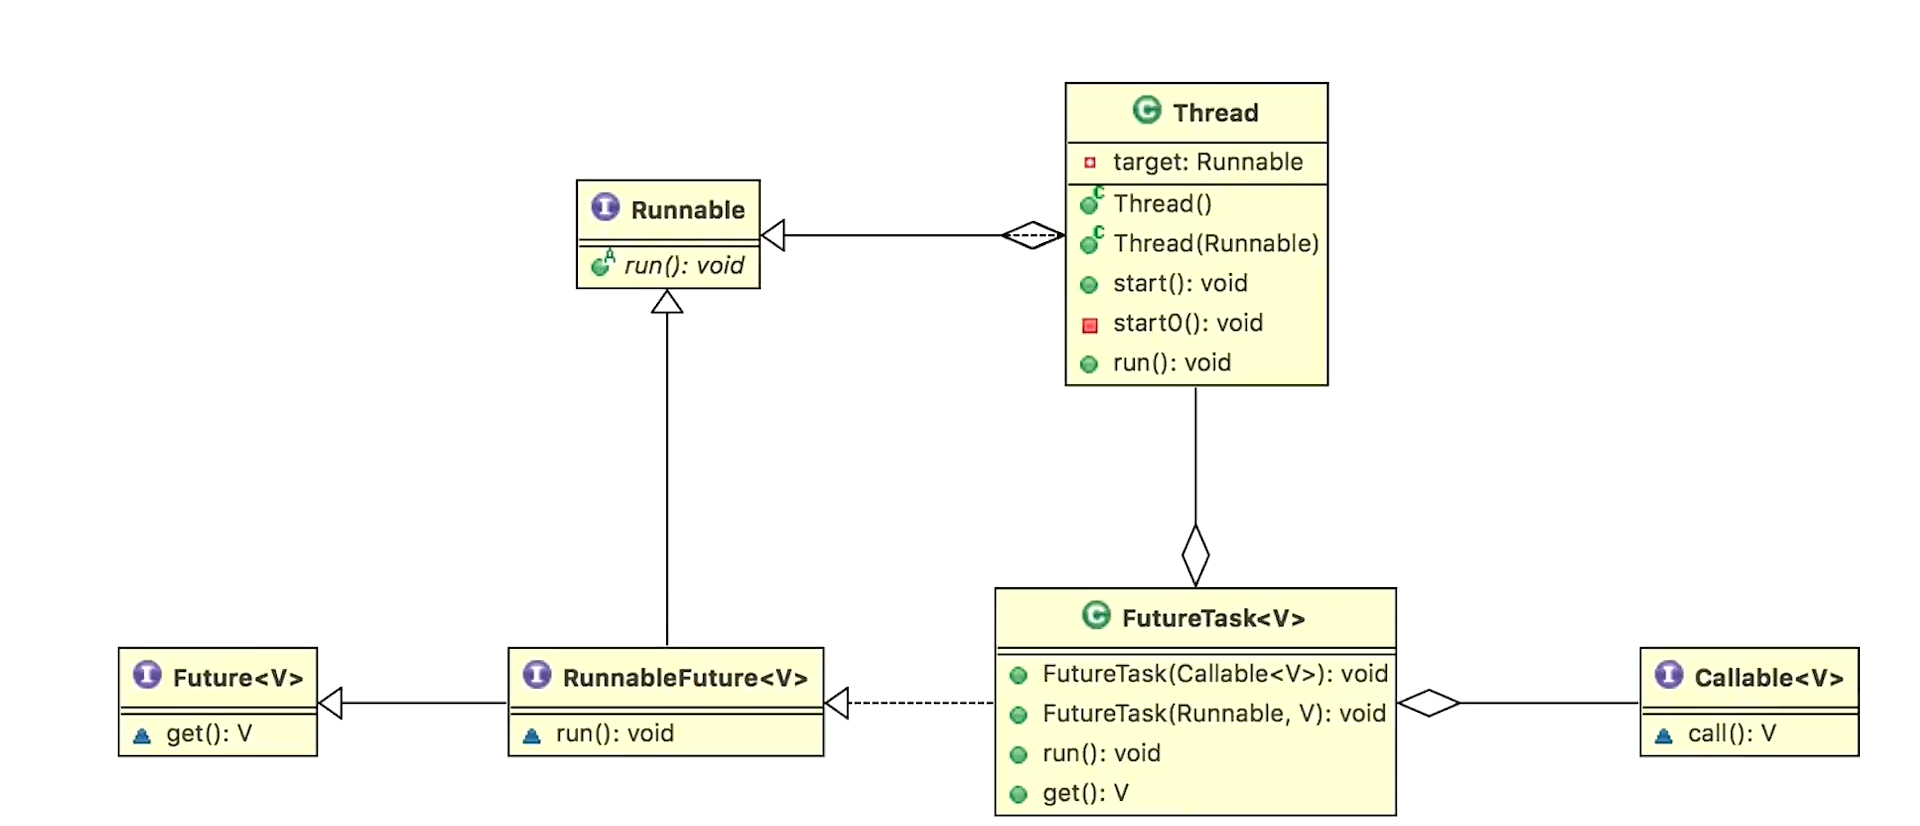 Thread
target: Runnable
Thread()
Thread(Runnable)
start(): void
start0(): void
run(): void
Runnable
run(): void
Future<V>
get(): V
RunnableFuture<V>
run(): void
FutureTask<V>
FutureTask(Callable<V>): void
FutureTask(Runnable, V): void
run(): void
get(): V
Callable<V>
call(): V